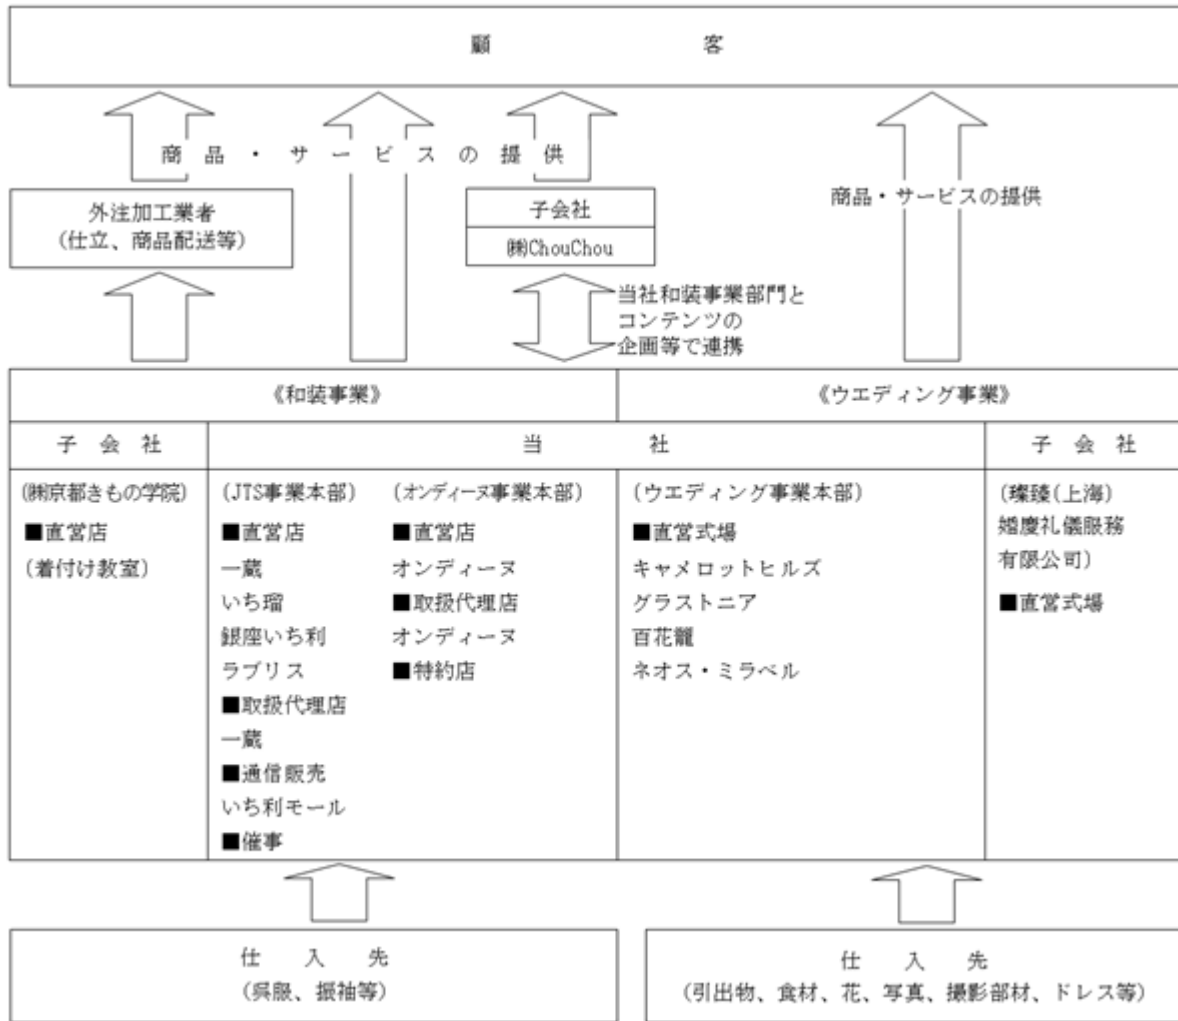 顧客
商品・サービスの提供
外注加工業者
(仕立、商品配送等)
子会社
㈱ChouChou
商品・サービスの提供
当社和装事業部門と
コンテンツの
企画等で連携
《和装事業》
《ウエディング事業》
子会社
当社
子会社
(㈱京都きもの学院)
■直営店
(着付け教室)
(JTS事業本部)
■直営店
一蔵
いち瑠
銀座いち利
ラブリス
■取扱代理店
一蔵
■通信販売
いち利モール
■催事
(オンディーヌ事業本部)
■直営店
オンディーヌ
■取扱代理店
オンディーヌ
■特約店
(ウエディング事業本部)
■直営式場
キャメロットヒルズ
グラストニア
百花籠
ネオス・ミラベル
(璨臻(上海)
婚慶礼儀服務
有限公司)
■直営式場
仕入先
(呉服、振袖等)
仕入先
(引出物、食材、花、写真、撮影部材、ドレス等)